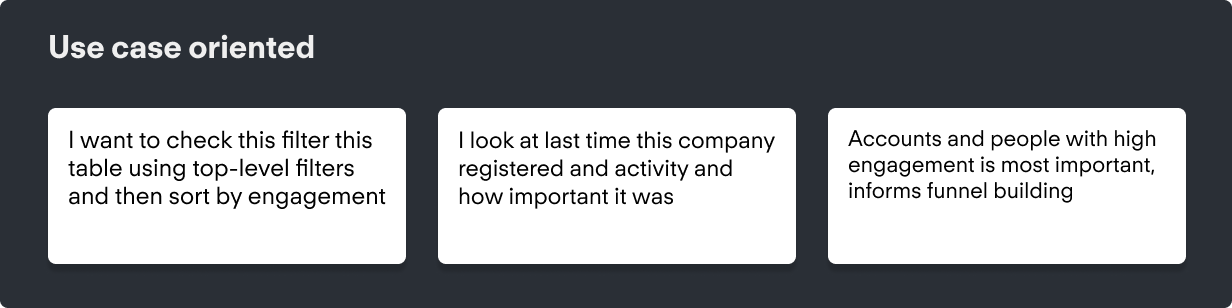 Use case oriented
I want to check this filter this
table using top-level filters
and then sort by engagement
I look at last time this company
registered and activity and
how important it was
Accounts and people with high
engagement is most important,
informs funnel building